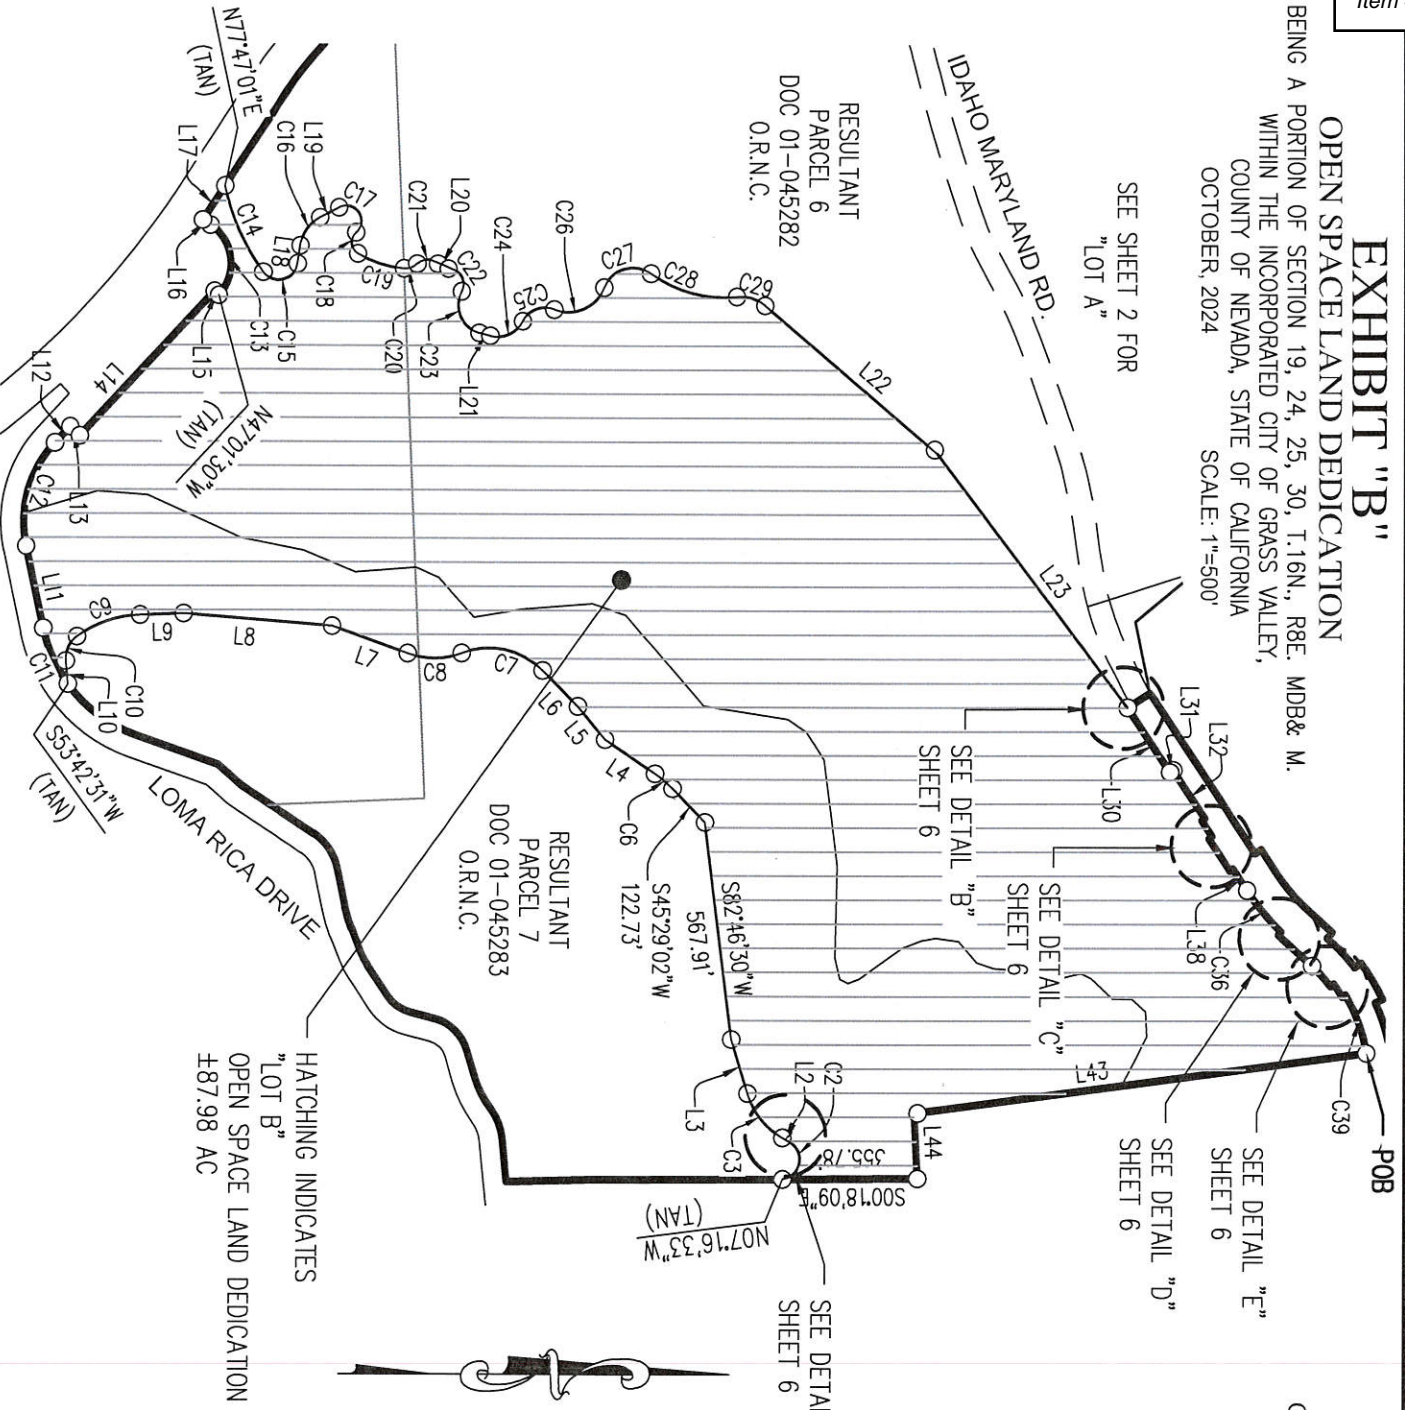 Item
EXHIBIT "B"
OPEN SPACE LAND DEDICATION
BEING A PORTION OF SECTION 19, 24, 25, 30, T.16N., R8E. MDB& M.
WITHIN THE INCORPORATED CITY OF GRASS VALLEY,
COUNTY OF NEVADA, STATE OF CALIFORNIA
OCTOBER, 2024 SCALE: 1"=500'
SEE SHEET 2 FOR
"LOT A"
IDAHO MARYLAND RD.
RESULTANT
PARCEL 6
DOC 01-045282
O.R.N.C.
POB
C39
SEE DETAIL "E"
SHEET 6
SEE DETAIL "D"
SHEET 6
SEE DETAIL "C"
SHEET 6
SEE DETAIL "B"
SHEET 6
L32
L31
L30
L38
C36
L43
L44
355.78'
S00°18'09"E
N07°16'33"W
(TAN)
SEE DETAI
SHEET 6
C2
L2
C3
L3
S82°46'30"W
567.91'
S45°29'02"W
122.73'
C6
L4
L5
L6
C7
C8
L7
L8
L9
C9
C10
L10
S53°42'31"W
(TAN)
C11
L11
C12
L12
L13
L14
N47°01'30"W
(TAN)
L15
C13
L16
L17
N77°47'01"E
(TAN)
C14
C15
L18
C16
L19
C17
C18
C19
C20
C21
L20
C22
C23
L21
C24
C25
C26
C27
C28
C29
L22
L23
RESULTANT
PARCEL 7
DOC 01-045283
O.R.N.C.
LOMA RICA DRIVE
HATCHING INDICATES
"LOT B"
OPEN SPACE LAND DEDICATION
±87.98 AC